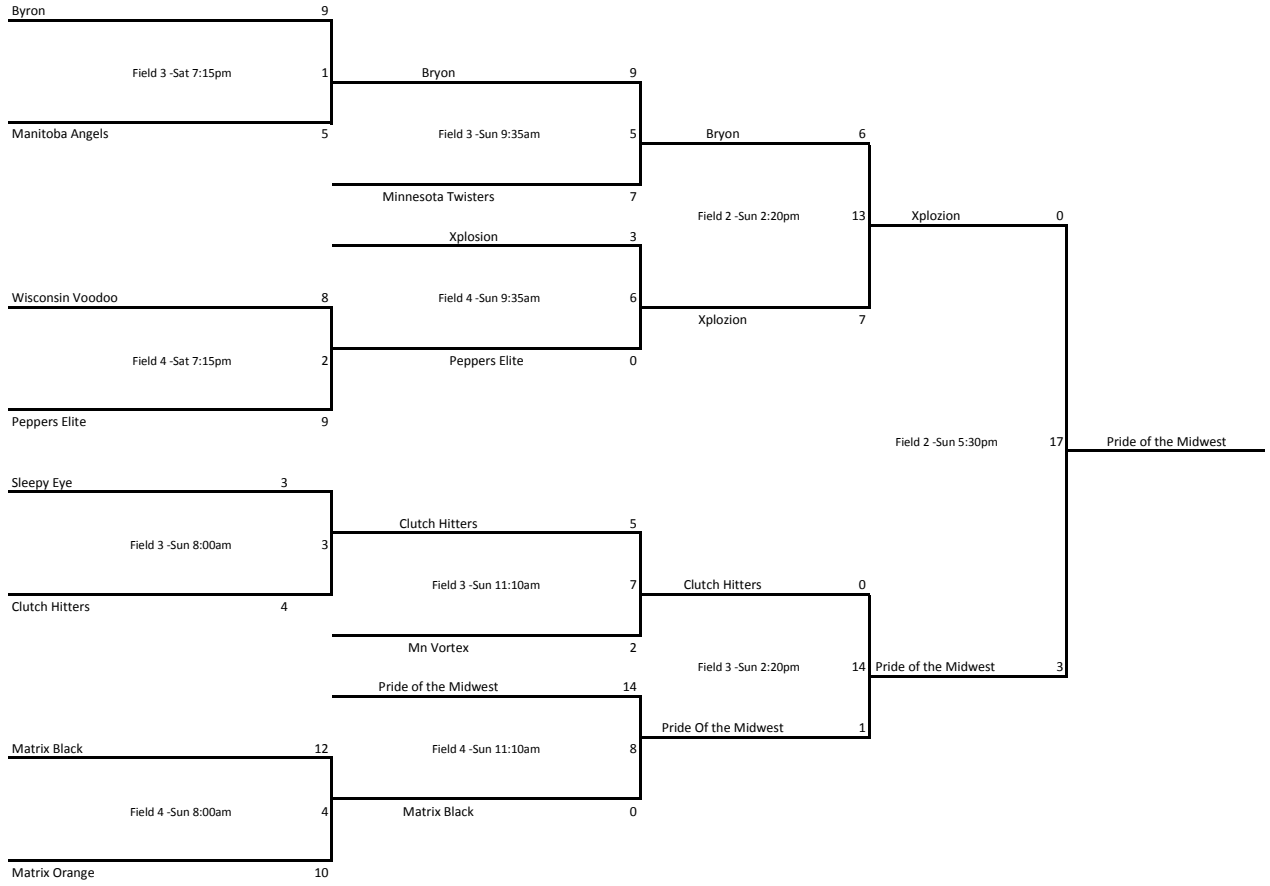 Byron 9
Field 3 -Sat 7:15pm 1 Bryon 9
Manitoba Angels 5 Field 3 -Sun 9:35am 5 Bryon 6
Minnesota Twisters 7
Field 2 -Sun 2:20pm 13 Xplozion 0
Xplosion 3
Wisconsin Voodoo 8 Field 4 -Sun 9:35am 6
Xplozion 7
Field 4 -Sat 7:15pm 2 Peppers Elite 0
Peppers Elite 9
Field 2 -Sun 5:30pm 17 Pride of the Midwest
Sleepy Eye 3
Clutch Hitters 5
Field 3 -Sun 8:00am 3
Field 3 -Sun 11:10am 7 Clutch Hitters 0
Clutch Hitters 4
Mn Vortex 2
Field 3 -Sun 2:20pm 14 Pride of the Midwest 3
Pride of the Midwest 14
Pride Of the Midwest 1
Matrix Black 12 Field 4 -Sun 11:10am 8
Field 4 -Sun 8:00am 4 Matrix Black 0
Matrix Orange 10